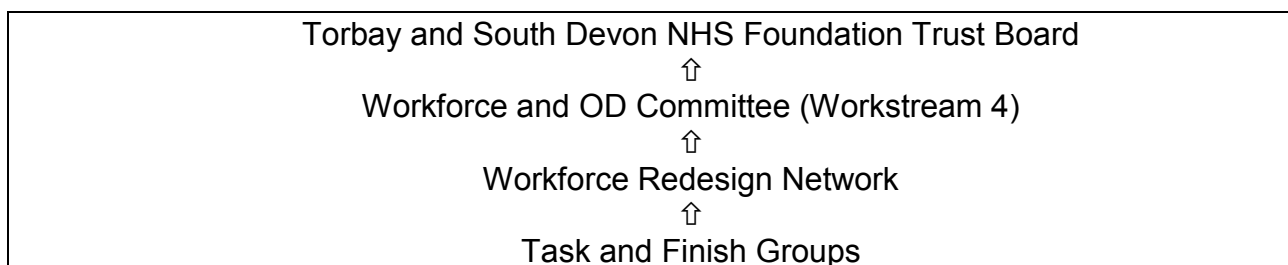 Torbay and South Devon NHS Foundation Trust Board
⇧
Workforce and OD Committee (Workstream 4)
⇧
Workforce Redesign Network
⇧
Task and Finish Groups